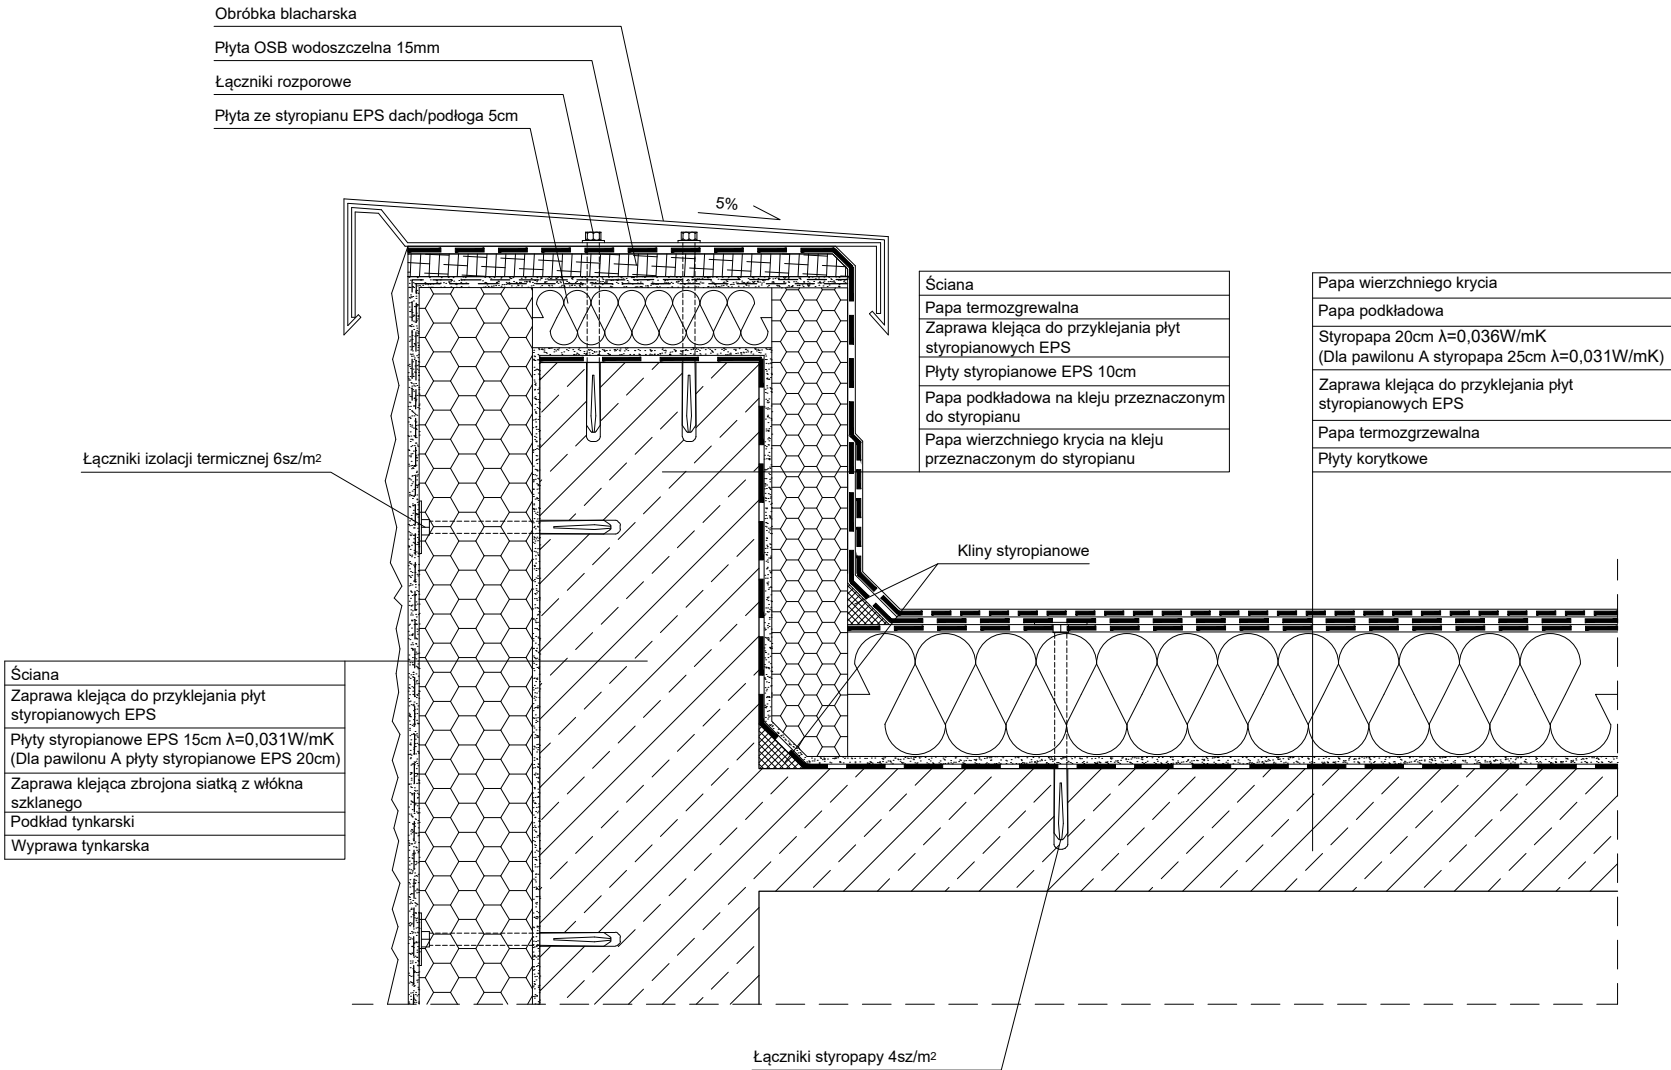 Obróbka blacharska
Płyta OSB wodoszczelna 15mm
Łączniki rozporowe
Płyta ze styropianu EPS dach/podłoga 5cm
5%
Ściana
Papa termozgrewalna
Zaprawa klejąca do przyklejania płyt
styropianowych EPS
Płyty styropianowe EPS 10cm
Papa podkładowa na kleju przeznaczonym
do styropianu
Papa wierzchniego krycia na kleju
przeznaczonym do styropianu
Papa wierzchniego krycia
Papa podkładowa
Styropapa 20cm λ=0,036W/mK
(Dla pawilonu A styropapa 25cm λ=0,031W/mK)
Zaprawa klejąca do przyklejania płyt
styropianowych EPS
Papa termozgrzewalna
Płyty korytkowe
Łączniki izolacji termicznej 6sz/m²
Kliny styropianowe
Ściana
Zaprawa klejąca do przyklejania płyt
styropianowych EPS
Płyty styropianowe EPS 15cm λ=0,031W/mK
(Dla pawilonu A płyty styropianowe EPS 20cm)
Zaprawa klejąca zbrojona siatką z włókna
szklanego
Podkład tynkarski
Wyprawa tynkarska
Łączniki styropapy 4sz/m²